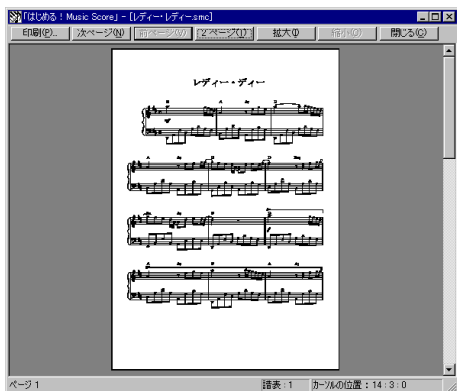 「はじめる！Music Score」 - [レディー・レディー.smc]
印刷(P)... 次ページ(N) 前ページ(V) 2ページ(T) 拡大(I) 縮小(O) 閉じる(C)
レディー・ディー
ページ 1 譜表：1 カーソルの位置：14：3：0